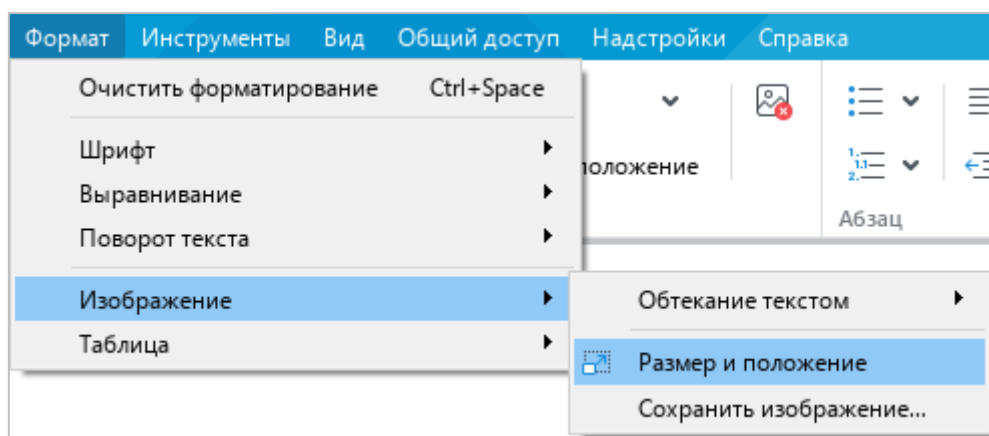 Формат Инструменты Вид Общий доступ Надстройки Справка
Очистить форматирование Ctrl+Space
Шрифт
Выравнивание
Поворот текста
Изображение
Таблица
Абзац
Обтекание текстом
Размер и положение
Сохранить изображение...